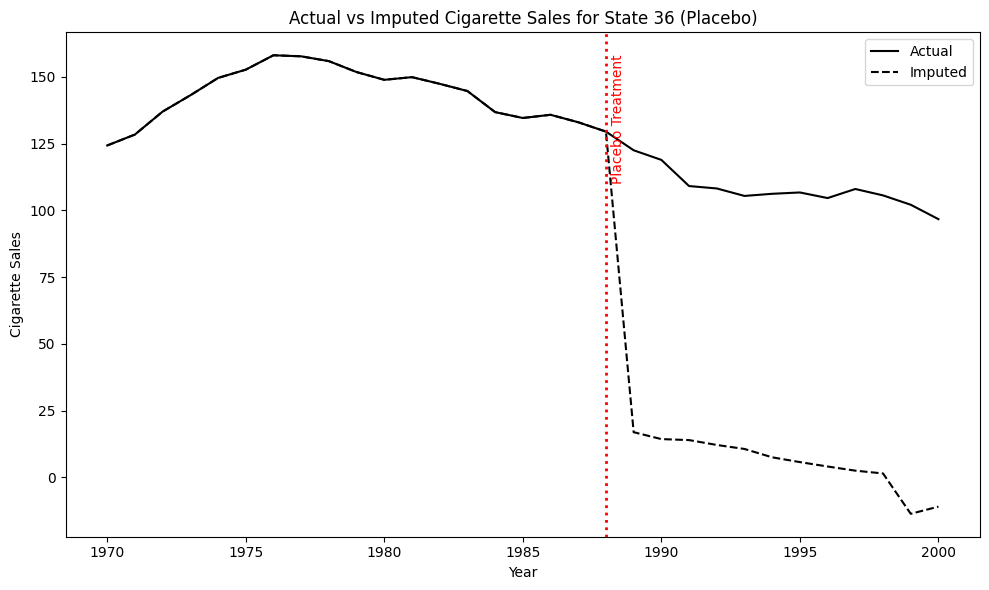 Actual vs Imputed Cigarette Sales for State 36 (Placebo)
Actual
Imputed
Placebo Treatment
Cigarette Sales
150
125
100
75
50
25
0
1970 1975 1980 1985 1990 1995 2000
Year